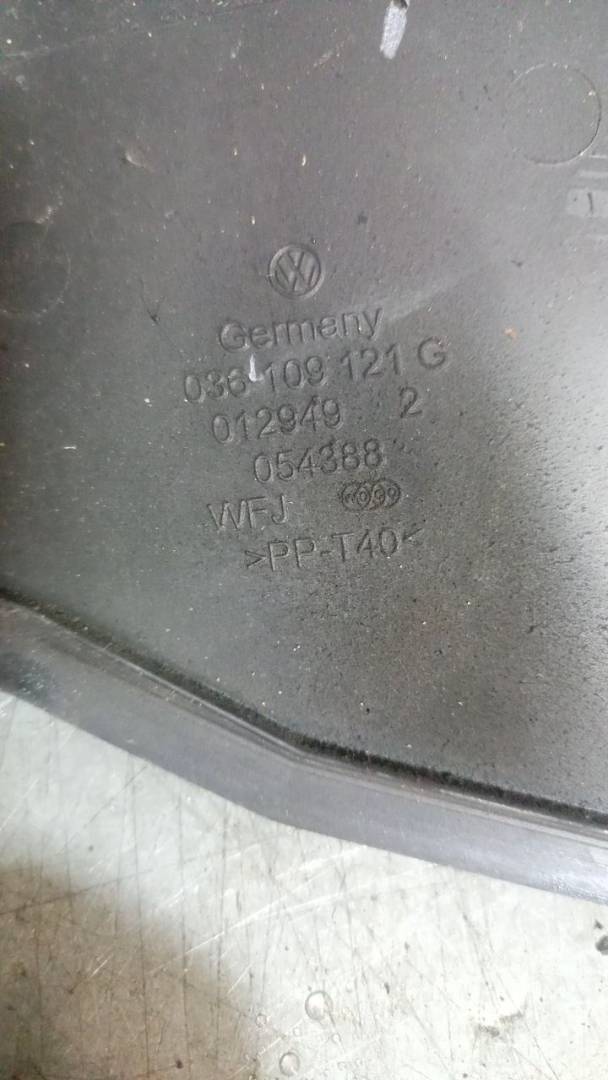 Germany
036 109 121 G
012949 2
054388
WFJ
>PP-T40<